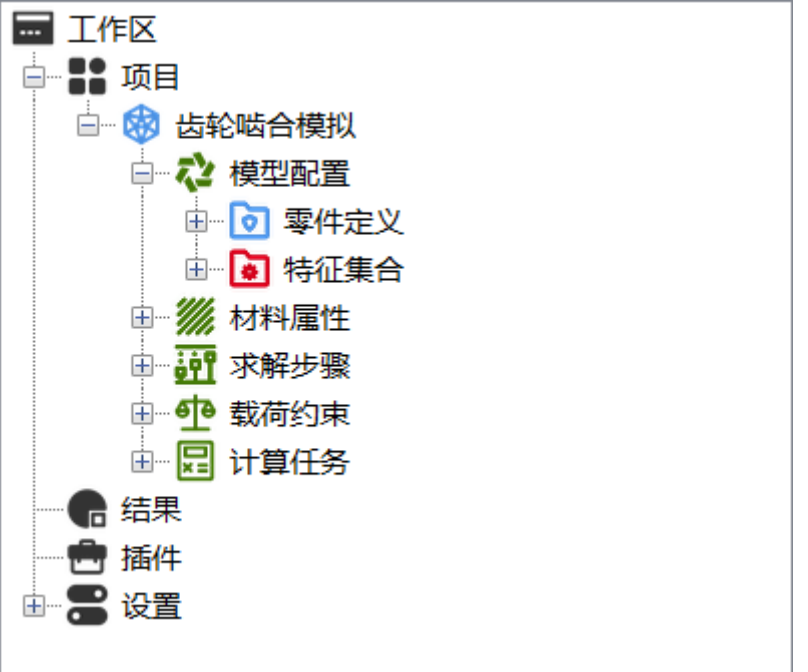 工作区
项目
齿轮啮合模拟
模型配置
零件定义
特征集合
材料属性
求解步骤
载荷约束
计算任务
结果
插件
设置